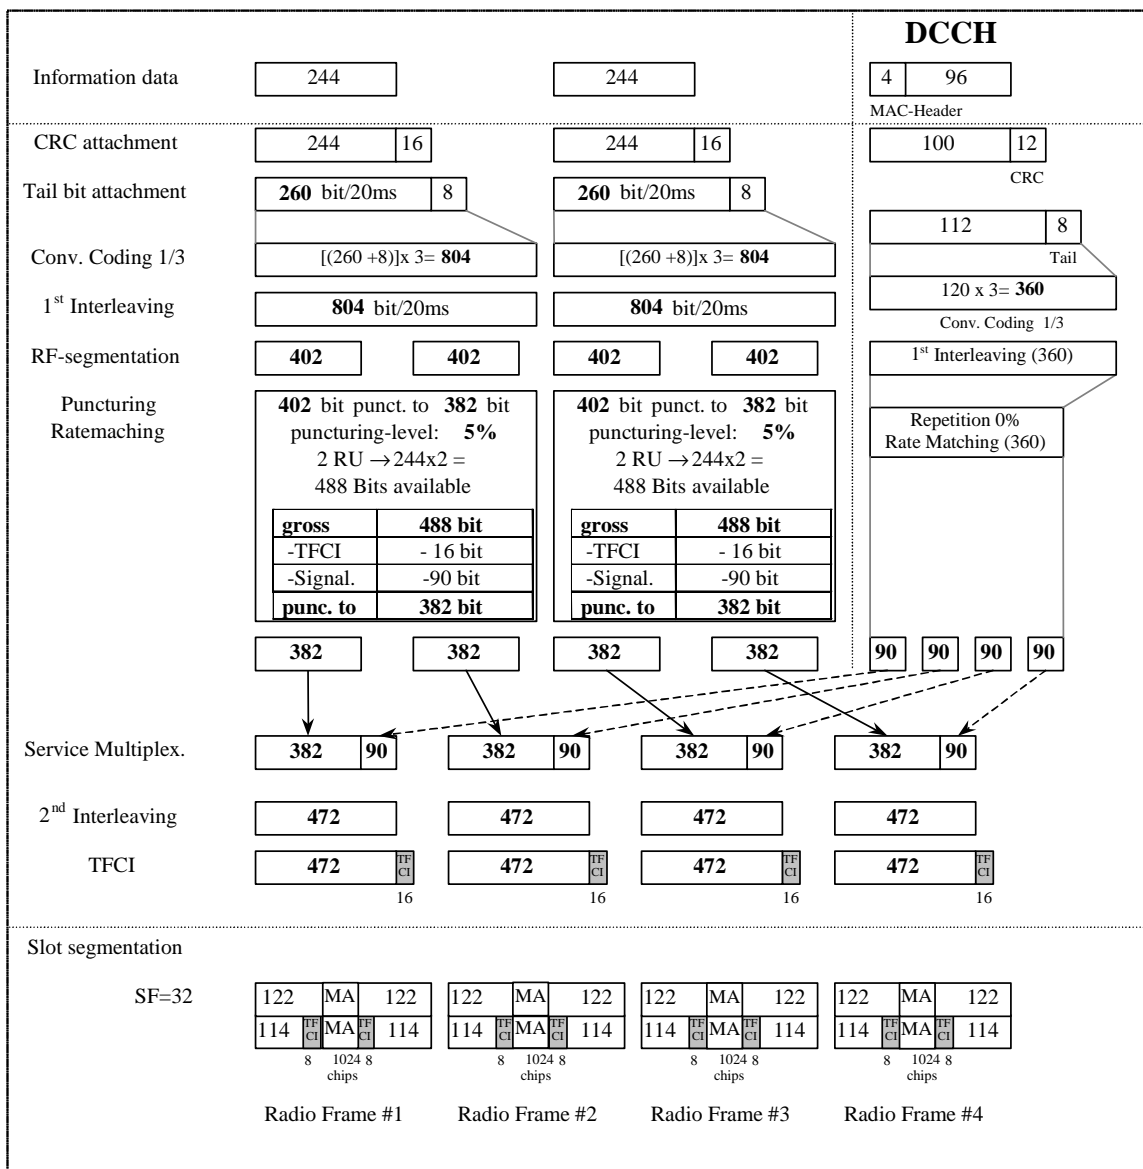 DCCH
Information data 244 244 4 96
MAC-Header
CRC attachment 244 16 244 16 100 12
CRC
Tail bit attachment 260 bit/20ms 8 260 bit/20ms 8
112 8
Tail
Conv. Coding 1/3 [(260 +8)]x 3= 804 [(260 +8)]x 3= 804
120 x 3= 360
Conv. Coding 1/3
1st Interleaving 804 bit/20ms 804 bit/20ms
RF-segmentation 402 402 402 402 1st Interleaving (360)
Puncturing
Ratemaching
402 bit punct. to 382 bit
puncturing-level: 5%
2 RU →244x2 =
488 Bits available
gross 488 bit
-TFCI - 16 bit
-Signal. -90 bit
punc. to 382 bit
402 bit punct. to 382 bit
puncturing-level: 5%
2 RU →244x2 =
488 Bits available
gross 488 bit
-TFCI - 16 bit
-Signal. -90 bit
punc. to 382 bit
Repetition 0%
Rate Matching (360)
382 382 382 382 90 90 90 90
Service Multiplex. 382 90 382 90 382 90 382 90
2nd Interleaving 472 472 472 472
TFCI 472 TF CI 472 TF CI 472 TF CI 472 TF CI
16 16 16 16
Slot segmentation
SF=32 122 MA 122 122 MA 122 122 MA 122 122 MA 122
114 TF CI MA TF CI 114 114 TF CI MA TF CI 114 114 TF CI MA TF CI 114 114 TF CI MA TF CI 114
8 1024 8 8 1024 8 8 1024 8 8 1024 8
chips chips chips chips
Radio Frame #1 Radio Frame #2 Radio Frame #3 Radio Frame #4